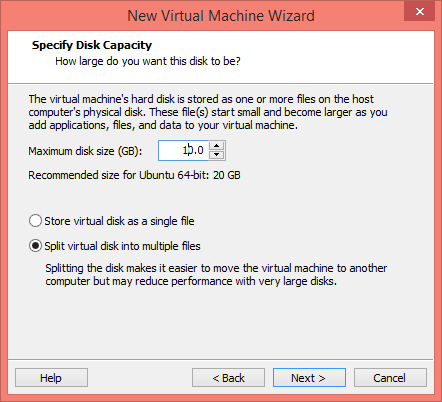 New Virtual Machine Wizard
Specify Disk Capacity
How large do you want this disk to be?
The virtual machine's hard disk is stored as one or more files on the host
computer's physical disk. These file(s) start small and become larger as you
add applications, files, and data to your virtual machine.
Maximum disk size (GB): 10.0
Recommended size for Ubuntu 64-bit: 20 GB
Store virtual disk as a single file
Split virtual disk into multiple files
Splitting the disk makes it easier to move the virtual machine to another
computer but may reduce performance with very large disks.
Help < Back Next > Cancel